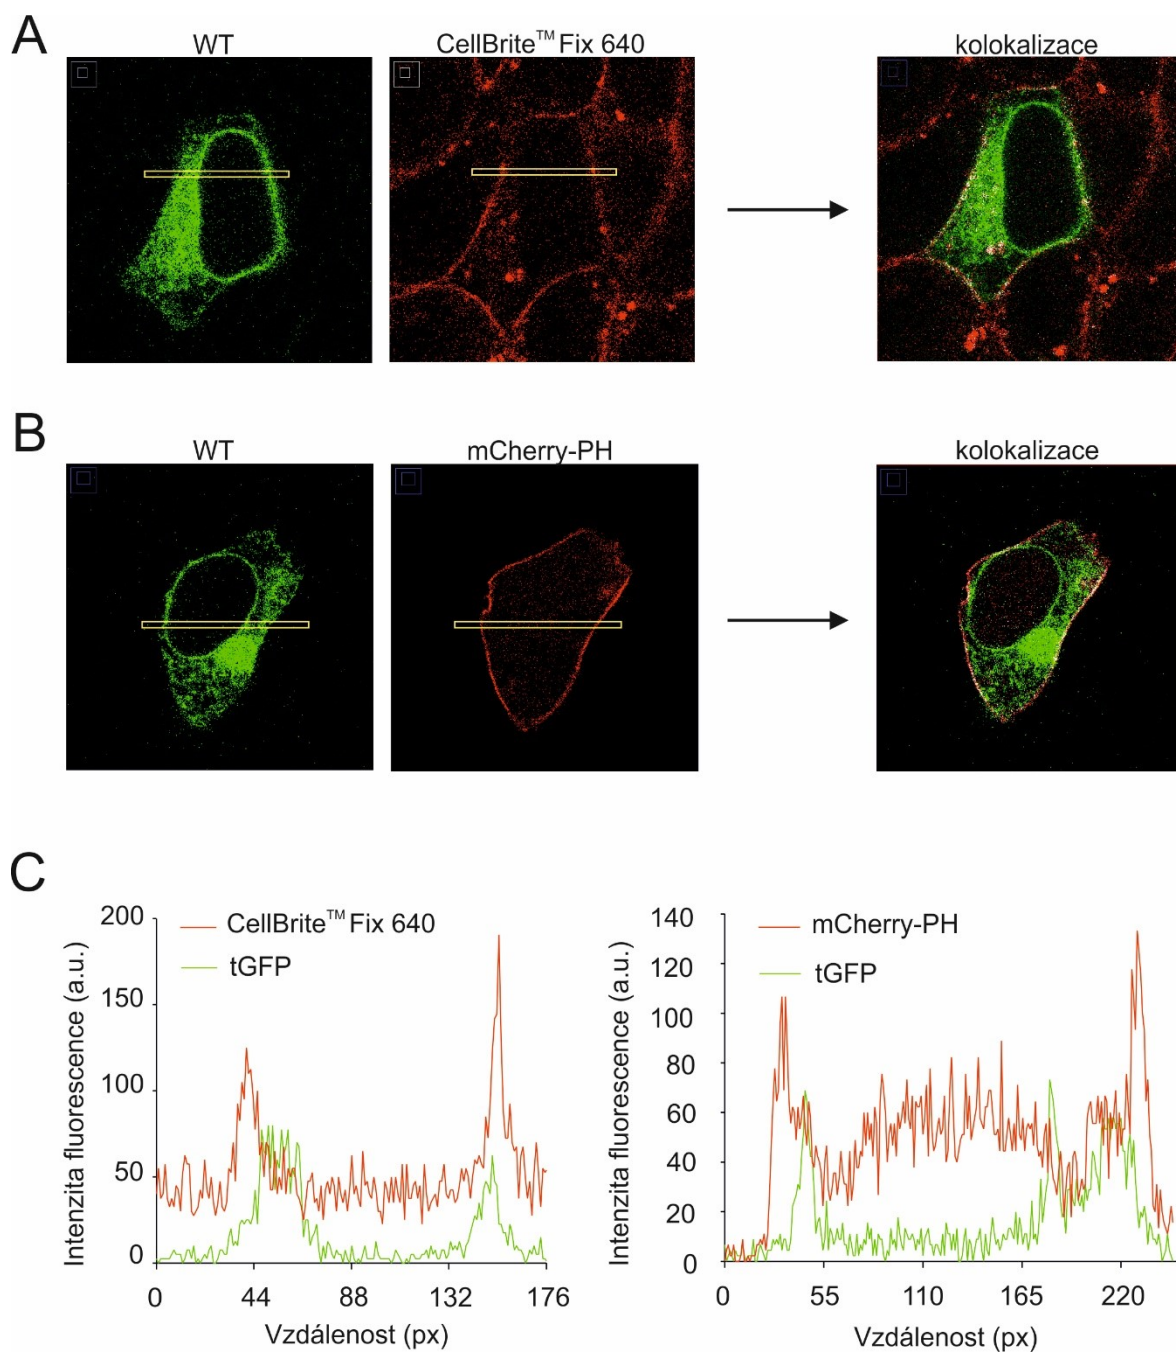 A
WT
CellBrite™ Fix 640
kolokalizace
B
WT
mCherry-PH
kolokalizace
C
200
150
100
50
0
Intenzita fluorescence (a.u.)
CellBrite™ Fix 640
tGFP
0 44 88 132 176
Vzdálenost (px)
140
120
100
80
60
40
20
0
Intenzita fluorescence (a.u.)
mCherry-PH
tGFP
0 55 110 165 220
Vzdálenost (px)